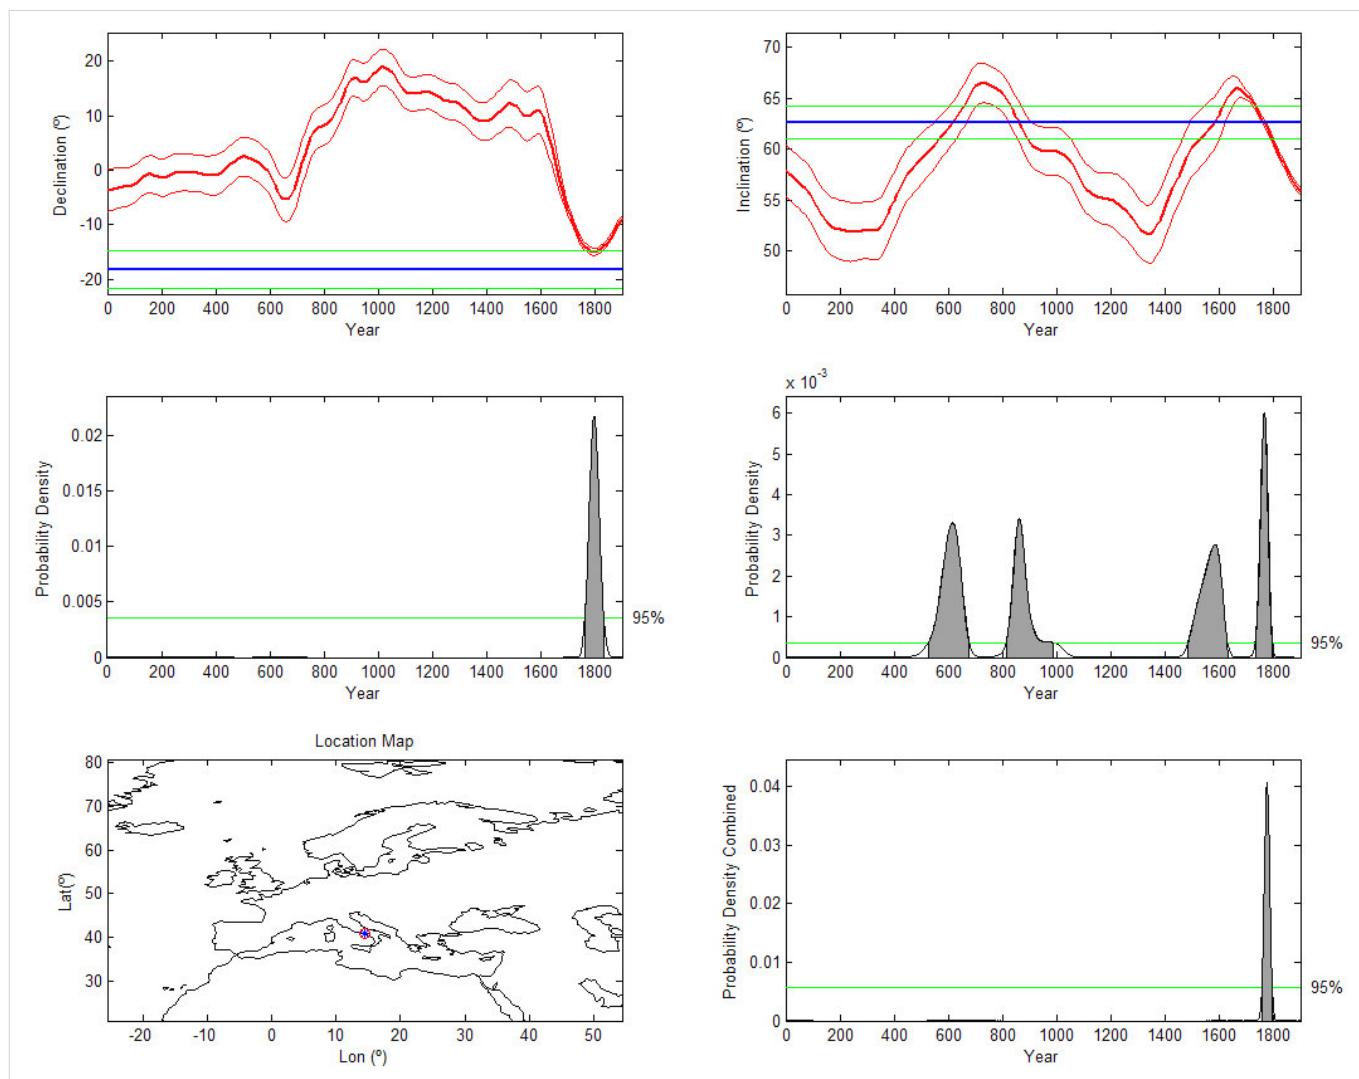 Declination (º)
20
10
0
-10
-20
0 200 400 600 800 1000 1200 1400 1600 1800
Year
Inclination (º)
70
65
60
55
50
0 200 400 600 800 1000 1200 1400 1600 1800
Year
Probability Density
0.02
0.015
0.01
0.005
0
95%
0 200 400 600 800 1000 1200 1400 1600 1800
Year
x 10⁻³
Probability Density
6
5
4
3
2
1
0
95%
0 200 400 600 800 1000 1200 1400 1600 1800
Year
Location Map
Lat(º)
80
70
60
50
40
30
-20 -10 0 10 20 30 40 50
Lon (º)
Probability Density Combined
0.04
0.03
0.02
0.01
0
95%
0 200 400 600 800 1000 1200 1400 1600 1800
Year